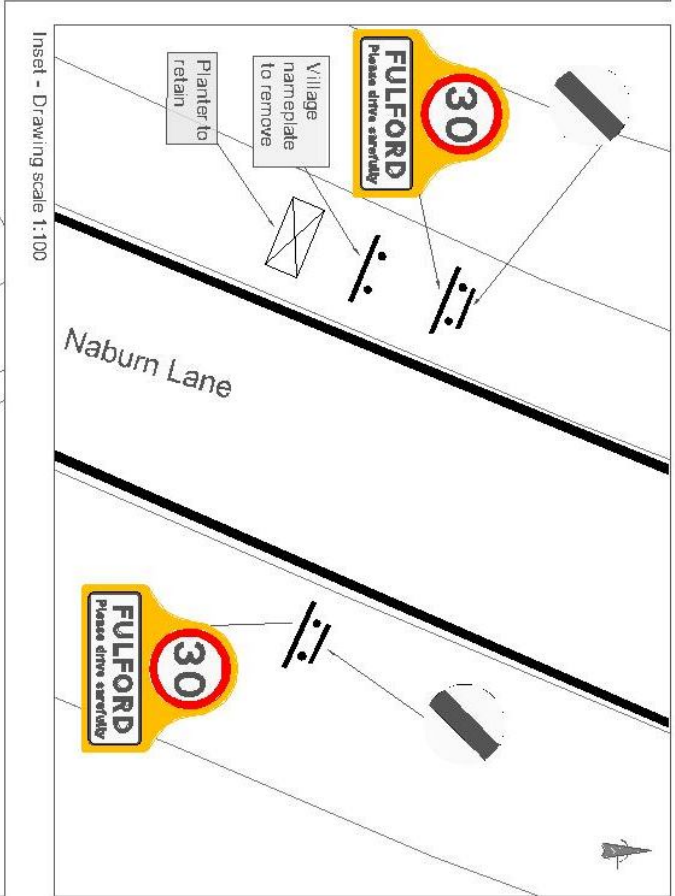 Inset - Drawing scale 1:100
Planter to
retain
Village
nameplate
to remove
30
FULFORD
Please drive carefully
Naburn Lane
30
FULFORD
Please drive carefully